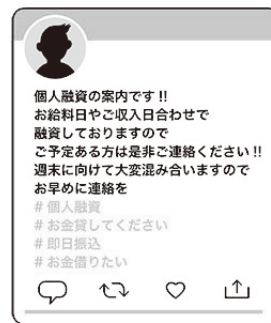 個人融資の案内です!!
お給料日やご収入日合わせで
融資しておりますので
ご予定ある方は是非ご連絡ください!!
週末に向けて大変混み合いますので
お早めに連絡を
# 個人融資
# お金貸してください
# 即日振込
# お金借りたい